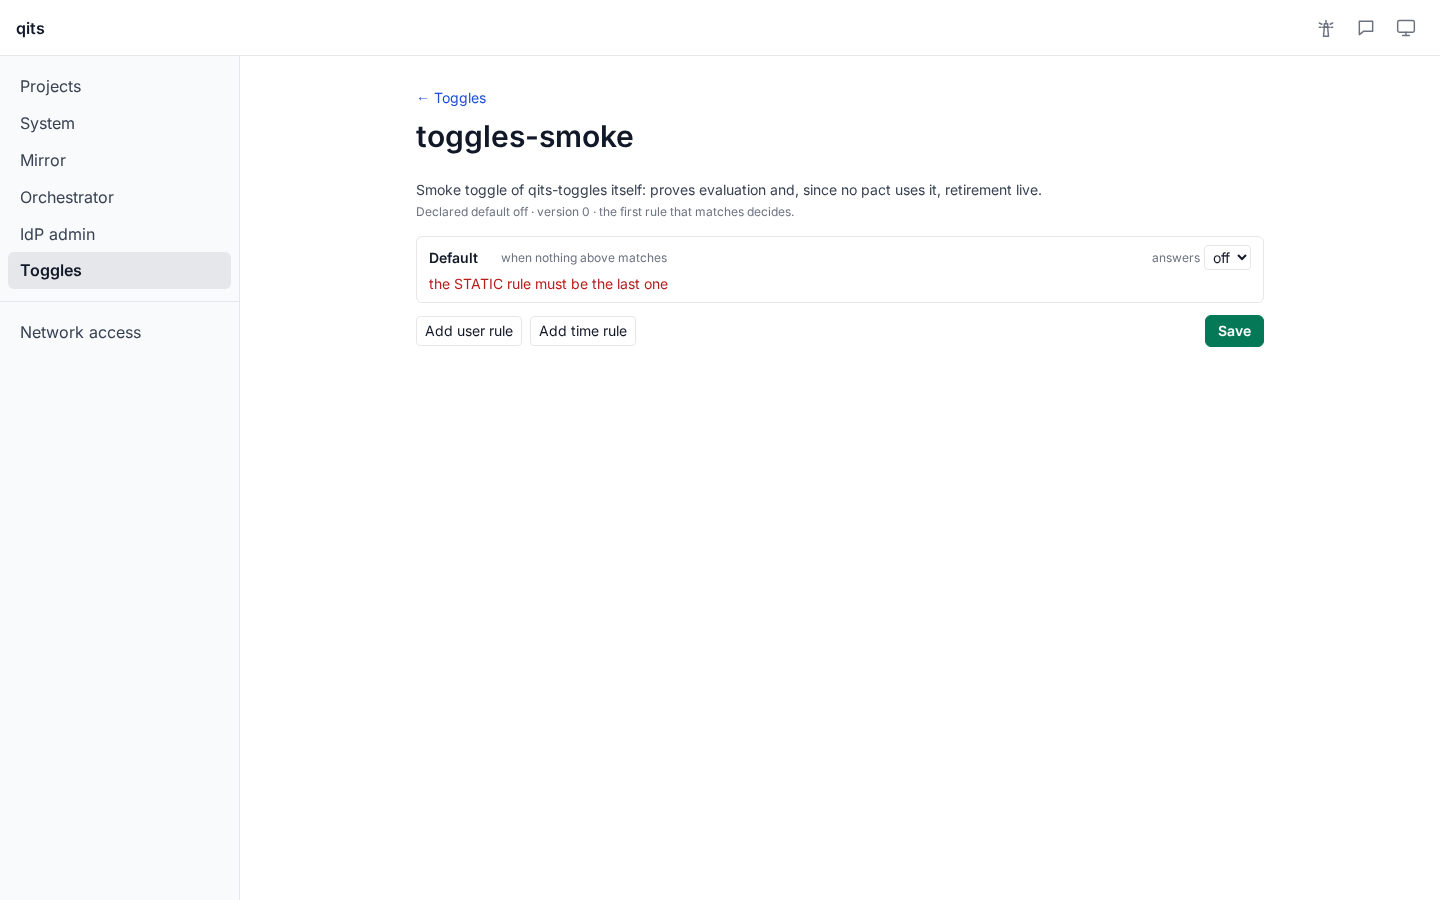 qits
Projects
System
Mirror
Orchestrator
IdP admin
Toggles
Network access
← Toggles
toggles-smoke
Smoke toggle of qits-toggles itself: proves evaluation and, since no pact uses it, retirement live.
Declared default off · version 0 · the first rule that matches decides.
Default when nothing above matches answers off
the STATIC rule must be the last one
Add user rule Add time rule Save